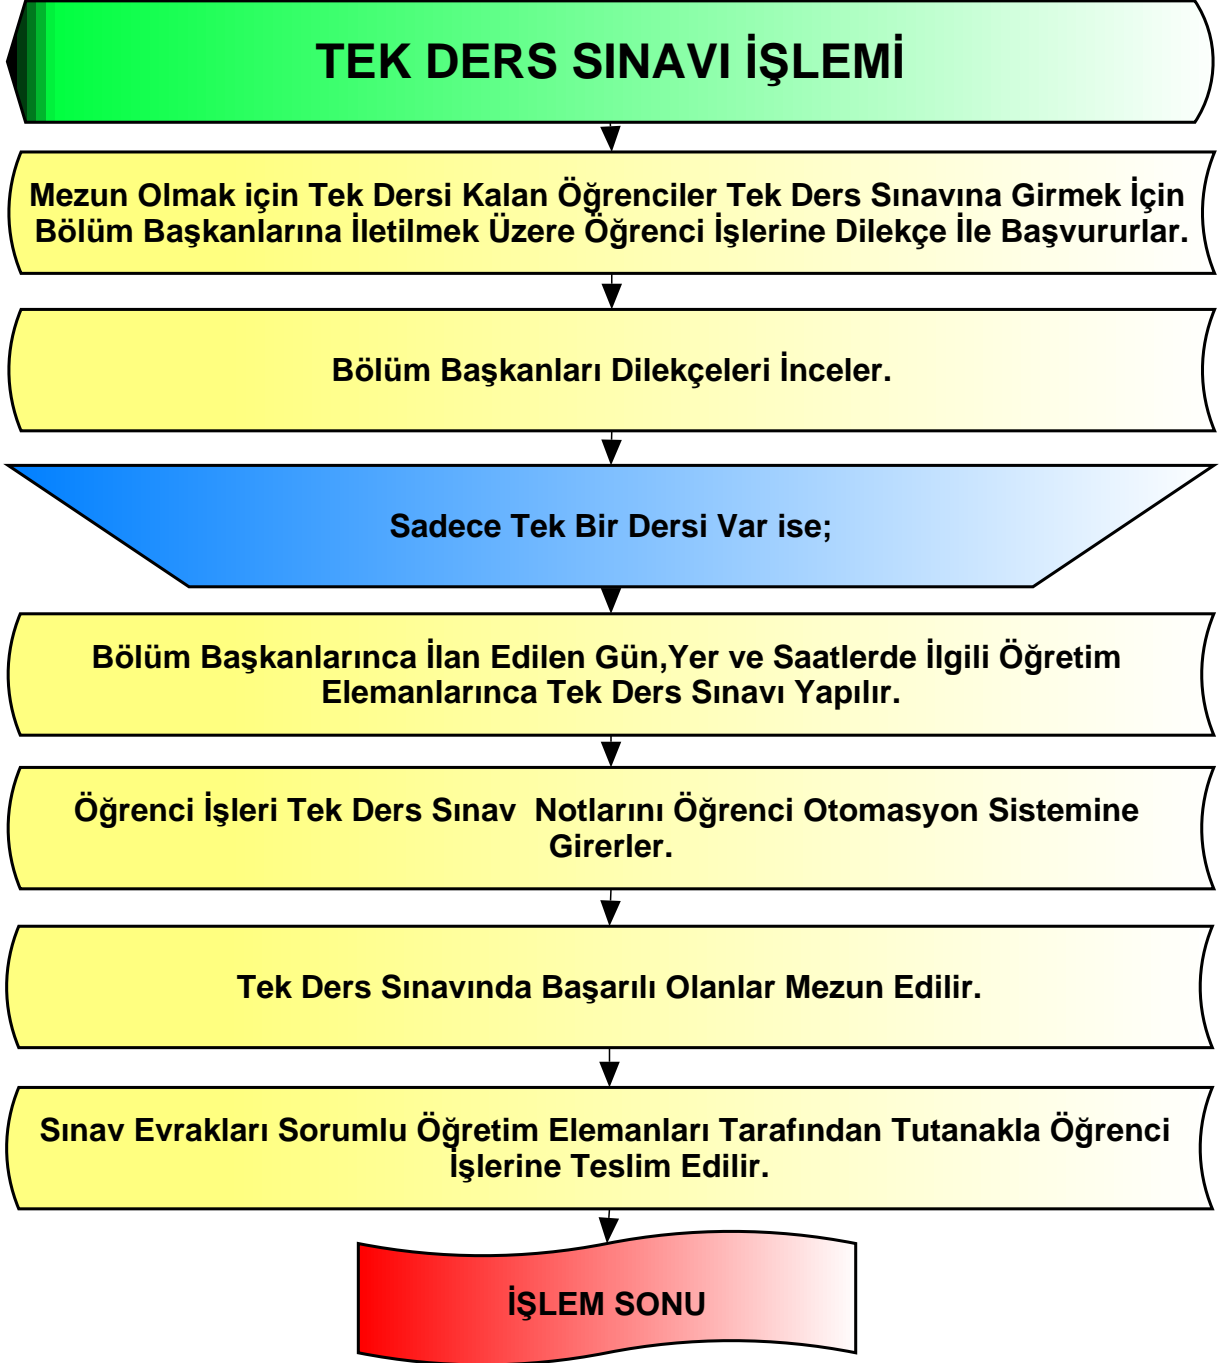 TEK DERS SINAVI İŞLEMİ
Mezun Olmak için Tek Dersi Kalan Öğrenciler Tek Ders Sınavına Girmek İçin
Bölüm Başkanlarına İletilmek Üzere Öğrenci İşlerine Dilekçe İle Başvururlar.
Bölüm Başkanları Dilekçeleri İnceler.
Sadece Tek Bir Dersi Var ise;
Bölüm Başkanlarınca İlan Edilen Gün,Yer ve Saatlerde İlgili Öğretim
Elemanlarınca Tek Ders Sınavı Yapılır.
Öğrenci İşleri Tek Ders Sınav  Notlarını Öğrenci Otomasyon Sistemine
Girerler.
Tek Ders Sınavında Başarılı Olanlar Mezun Edilir.
Sınav Evrakları Sorumlu Öğretim Elemanları Tarafından Tutanakla Öğrenci
İşlerine Teslim Edilir.
İŞLEM SONU